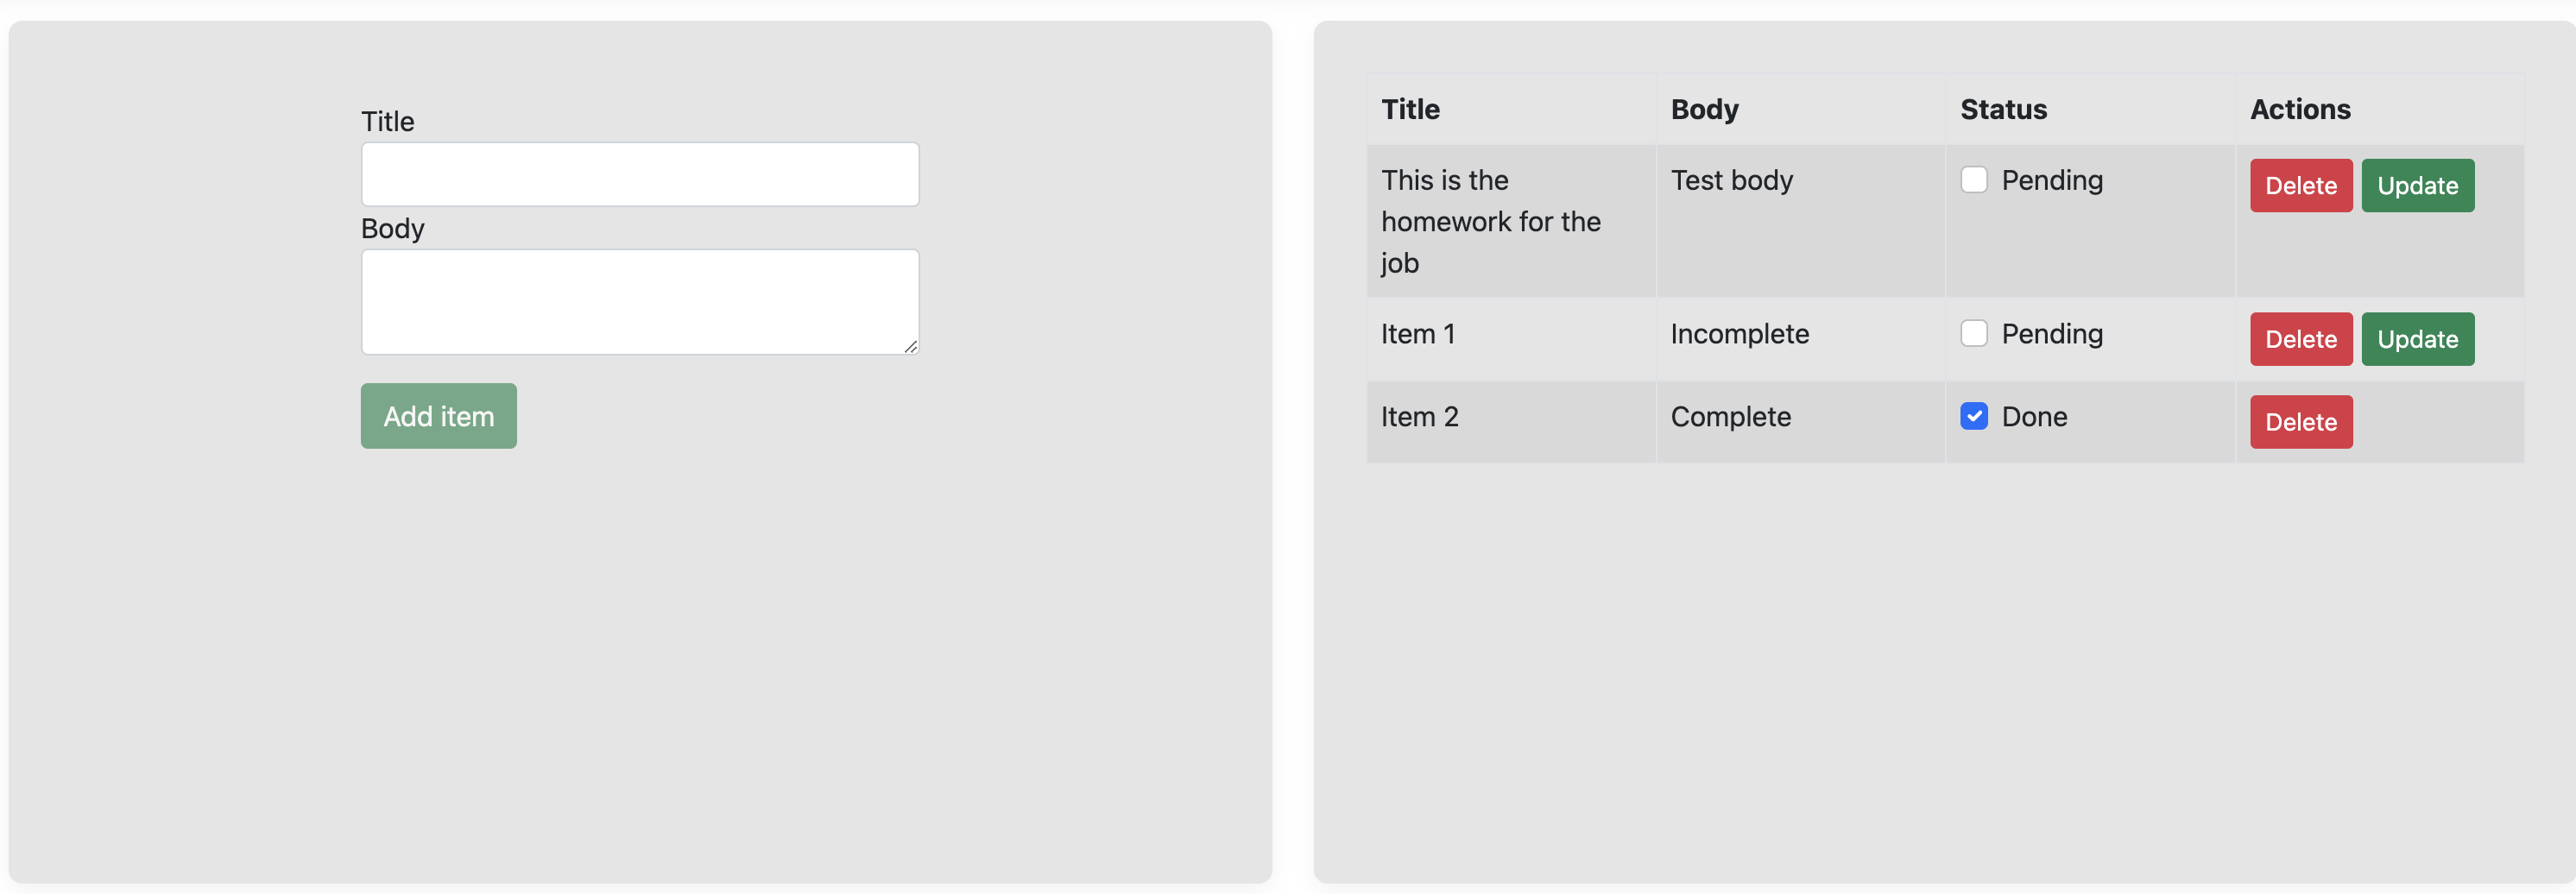 Title
Body
Add item
Title Body Status Actions
This is the Test body Pending Delete Update
homework for the
job
Item 1 Incomplete Pending Delete Update
Item 2 Complete Done Delete